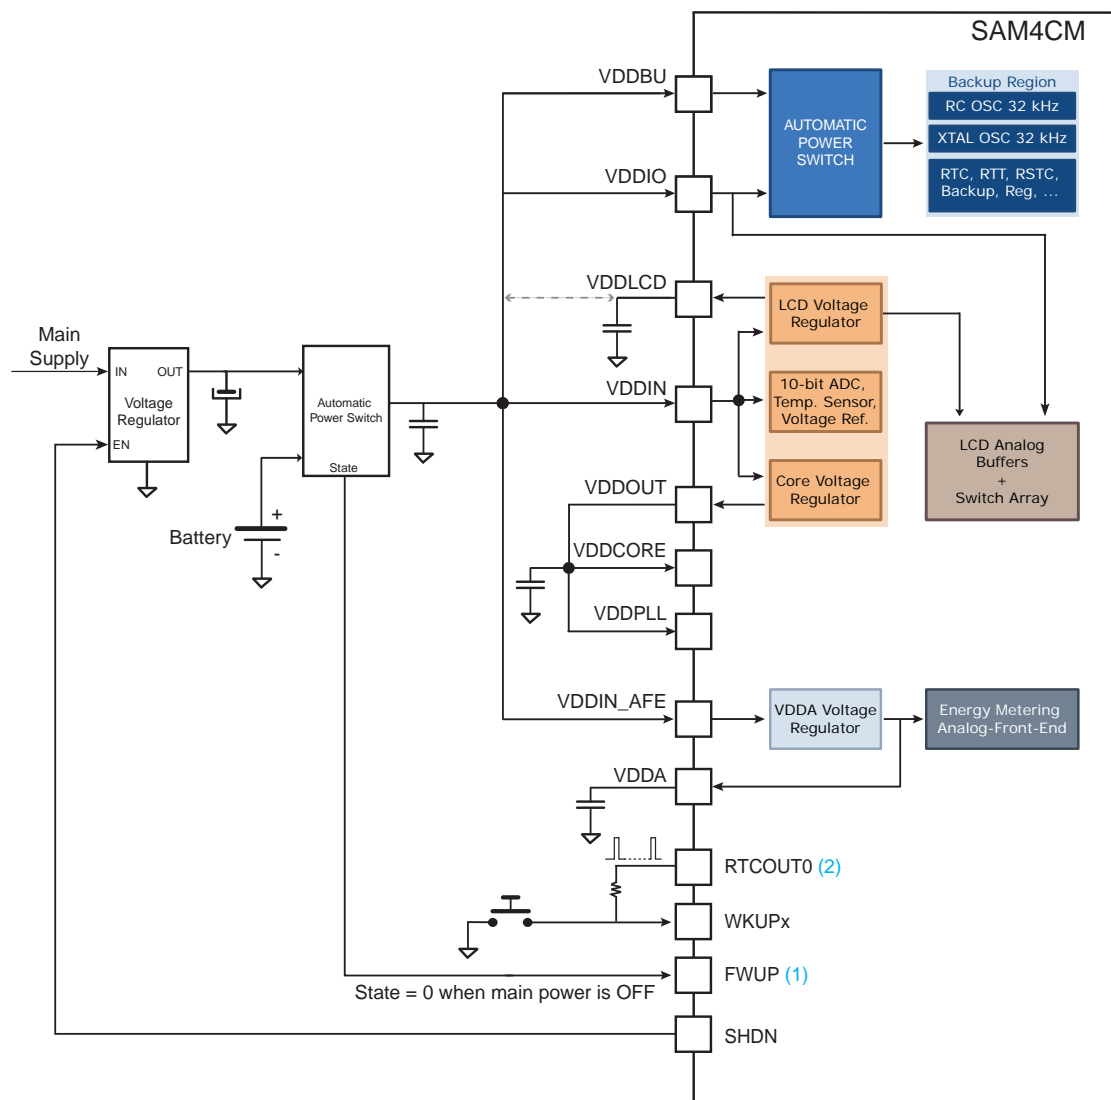 SAM4CM
VDDBU
AUTOMATIC
POWER
SWITCH
Backup Region
RC OSC 32 kHz
XTAL OSC 32 kHz
RTC, RTT, RSTC,
Backup, Reg, ...
VDDIO
VDDLCD
LCD Voltage
Regulator
Main
Supply
IN
OUT
Voltage
Regulator
EN
Automatic
Power Switch
State
VDDIN
10-bit ADC,
Temp. Sensor,
Voltage Ref.
LCD Analog
Buffers
+
Switch Array
Core Voltage
Regulator
VDDOUT
Battery
+
-
VDDCORE
VDDPLL
VDDIN_AFE
VDDA Voltage
Regulator
Energy Metering
Analog-Front-End
VDDA
RTCOUT0 (2)
WKUPx
FWUP (1)
State = 0 when main power is OFF
SHDN